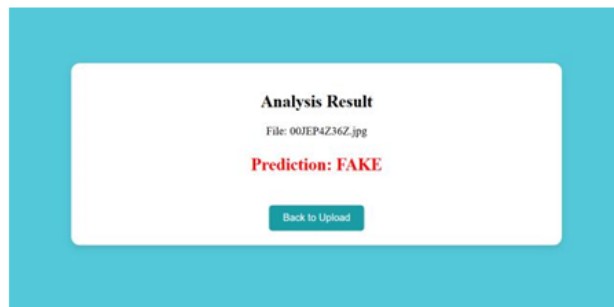 Analysis Result
File: 00JEP4Z36Z.jpg
Prediction: FAKE
Back to Upload